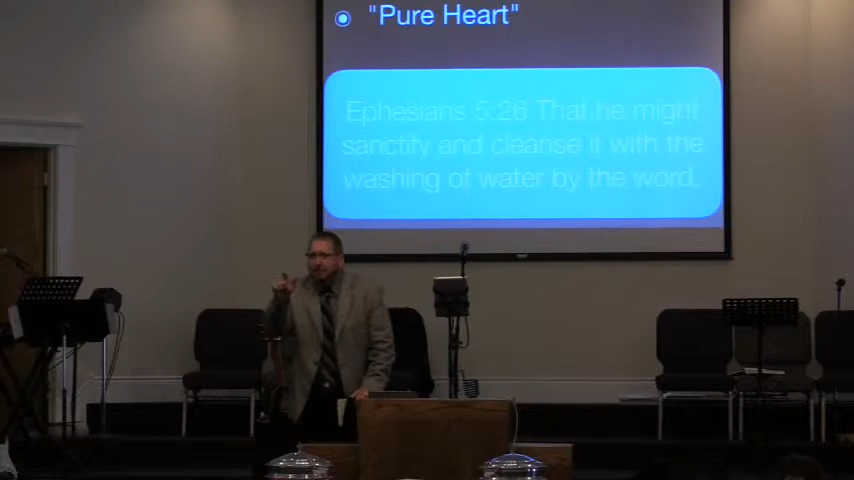 "Pure Heart"
Ephesians 5:26 That he might
sanctify and cleanse it with the
washing of water by the word,